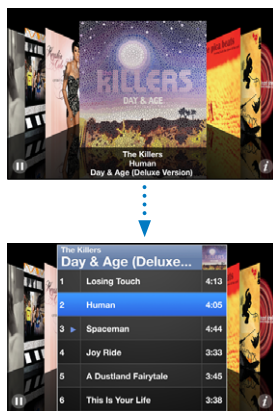 KILLERS
DAY & AGE
The Killers
Human
Day & Age (Deluxe Version)
The Killers
Day & Age (Deluxe...
1 Losing Touch 4:13
2 Human 4:05
3 Spaceman 4:44
4 Joy Ride 3:33
5 A Dustland Fairytale 3:45
6 This Is Your Life 3:38